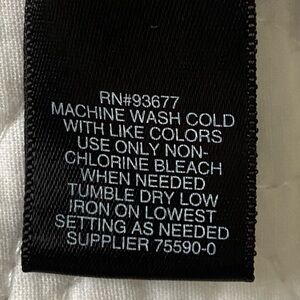 RN#93677
MACHINE WASH COLD
WITH LIKE COLORS
USE ONLY NON-
CHLORINE BLEACH
WHEN NEEDED
TUMBLE DRY LOW
IRON ON LOWEST
SETTING AS NEEDED
SUPPLIER 75590-0